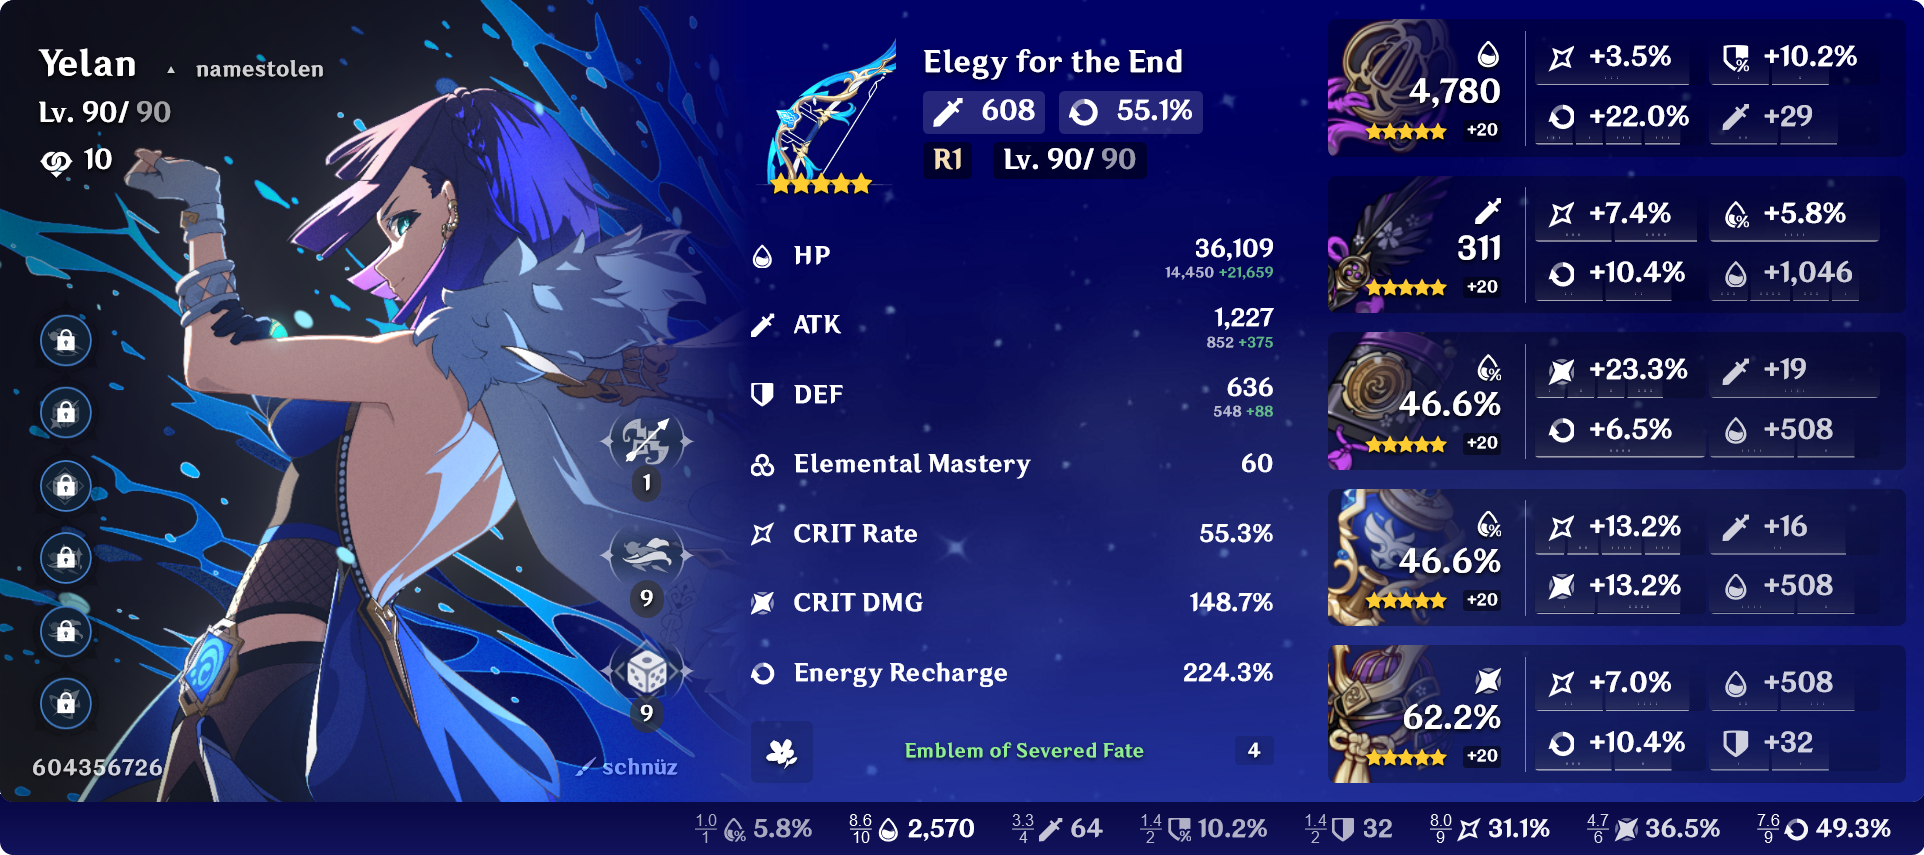 Yelan ▲ namestolen
Lv. 90/ 90
10
1
9
9
604356726
schnüz
Elegy for the End
608 55.1%
R1 Lv. 90/ 90
HP 36,109
14,450 +21,659
ATK 1,227
852 +375
DEF 636
548 +88
Elemental Mastery 60
CRIT Rate 55.3%
CRIT DMG 148.7%
Energy Recharge 224.3%
Emblem of Severed Fate 4
4,780
+20
+3.5% +10.2%
+22.0% +29
311
+20
+7.4% +5.8%
+10.4% +1,046
46.6%
+20
+23.3% +19
+6.5% +508
46.6%
+20
+13.2% +16
+13.2% +508
62.2%
+20
+7.0% +508
+10.4% +32
1.0/1 5.8% 8.6/10 2,570 3.3/4 64 1.4/2 10.2% 1.4/2 32 8.0/9 31.1% 4.7/6 36.5% 7.6/9 49.3%